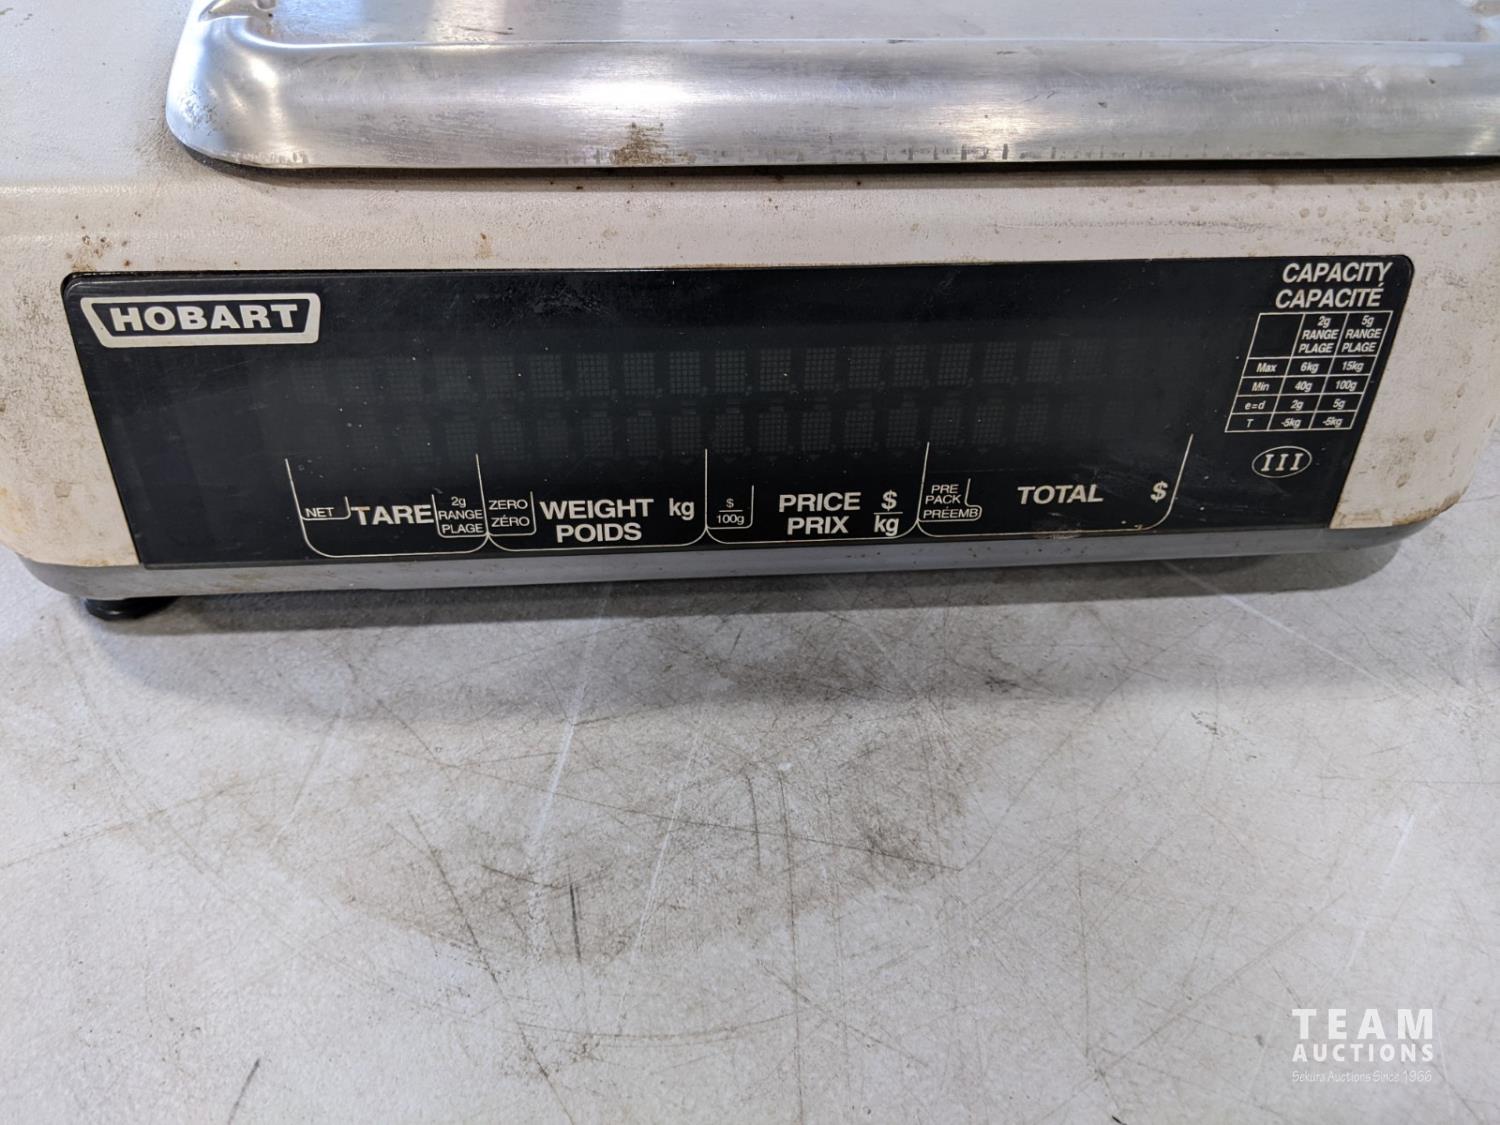 HOBART
CAPACITY
CAPACITÉ
2g RANGE PLAGE 5g RANGE PLAGE
Max 6kg 15kg
Min 40g 100g
e=d 2g 5g
T -5kg -5kg
III
NET TARE 2g RANGE PLAGE
ZERO ZÉRO WEIGHT kg
POIDS
$/100g PRICE $/kg
PRIX
PRE PACK PRÉEMB TOTAL $
TEAM
AUCTIONS
Sekura Auctions Since 1966